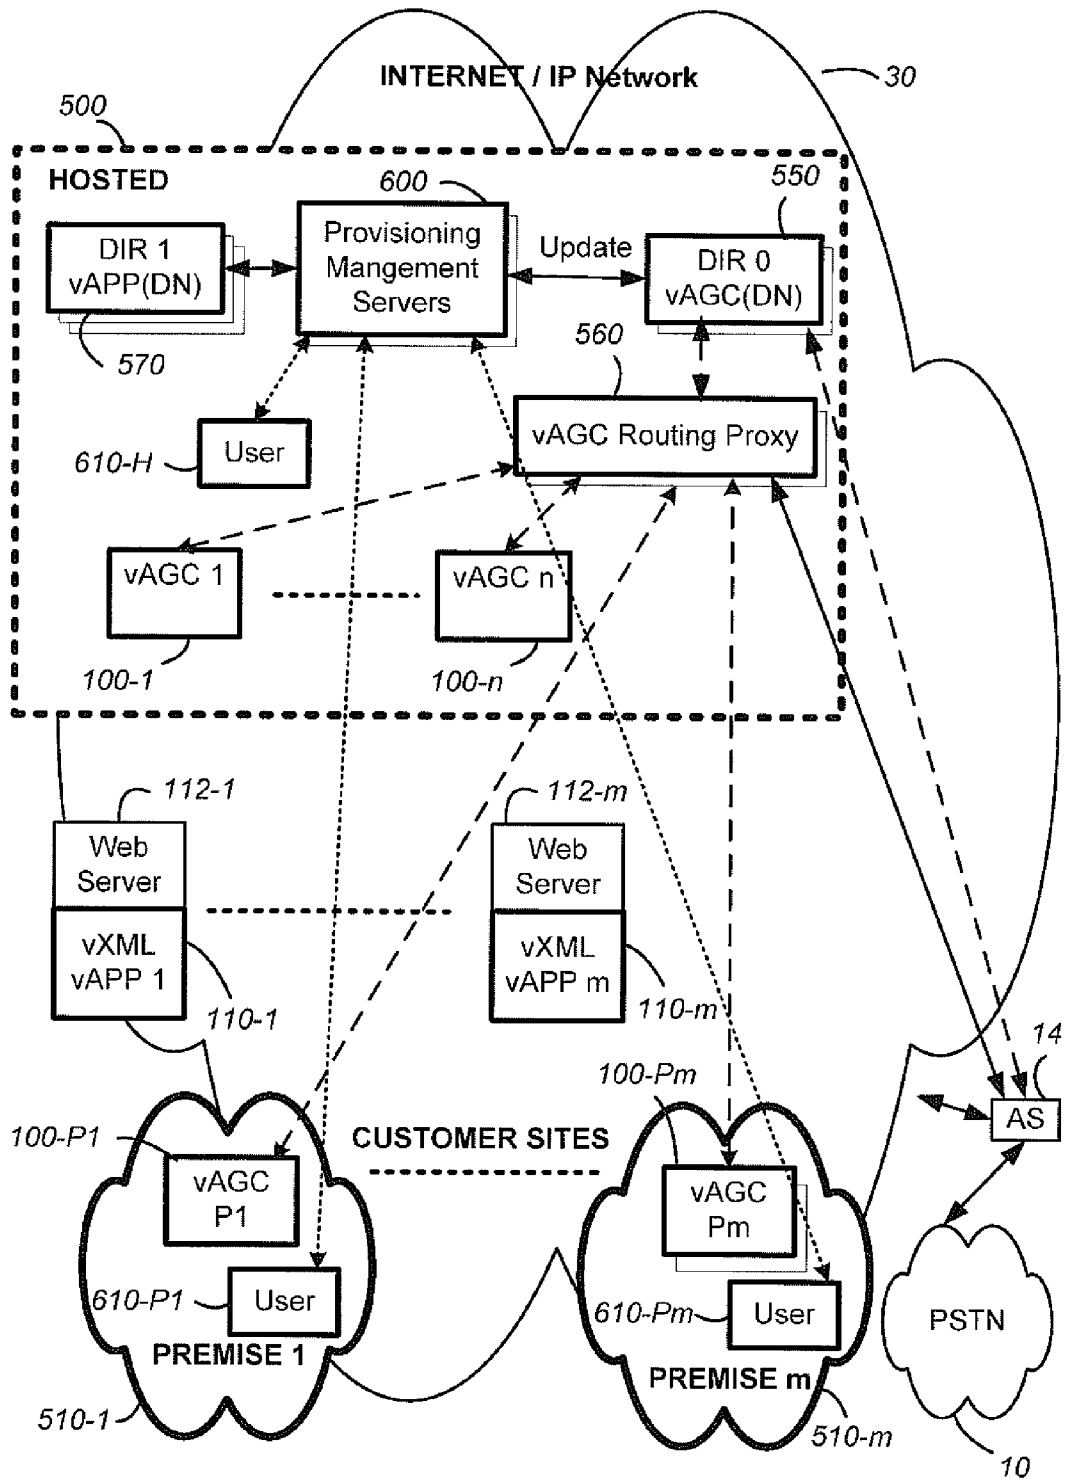 INTERNET / IP Network
30
500
HOSTED
600
550
DIR 1
vAPP(DN)
Provisioning
Mangement
Servers
Update
DIR 0
vAGC(DN)
570
560
vAGC Routing Proxy
User
610-H
vAGC 1
vAGC n
100-1
100-n
112-1
112-m
Web
Server
Web
Server
vXML
vAPP 1
vXML
vAPP m
110-1
110-m
14
100-Pm
AS
100-P1
CUSTOMER SITES
vAGC
P1
vAGC
Pm
610-P1
User
610-Pm
User
PSTN
PREMISE 1
PREMISE m
510-1
510-m
10